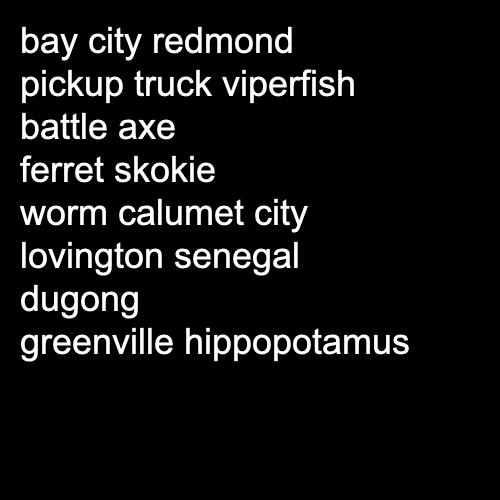 bay city redmond
pickup truck viperfish
battle axe
ferret skokie
worm calumet city
lovington senegal
dugong
greenville hippopotamus